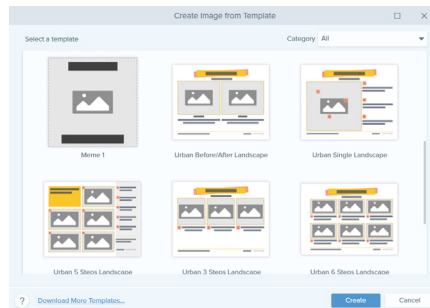 Create Image from Template
Select a template
Category All
Meme 1
Urban Before/After Landscape
Urban Single Landscape
Urban 5 Steps Landscape
Urban 3 Steps Landscape
Urban 6 Steps Landscape
? Download More Templates...
Create
Cancel